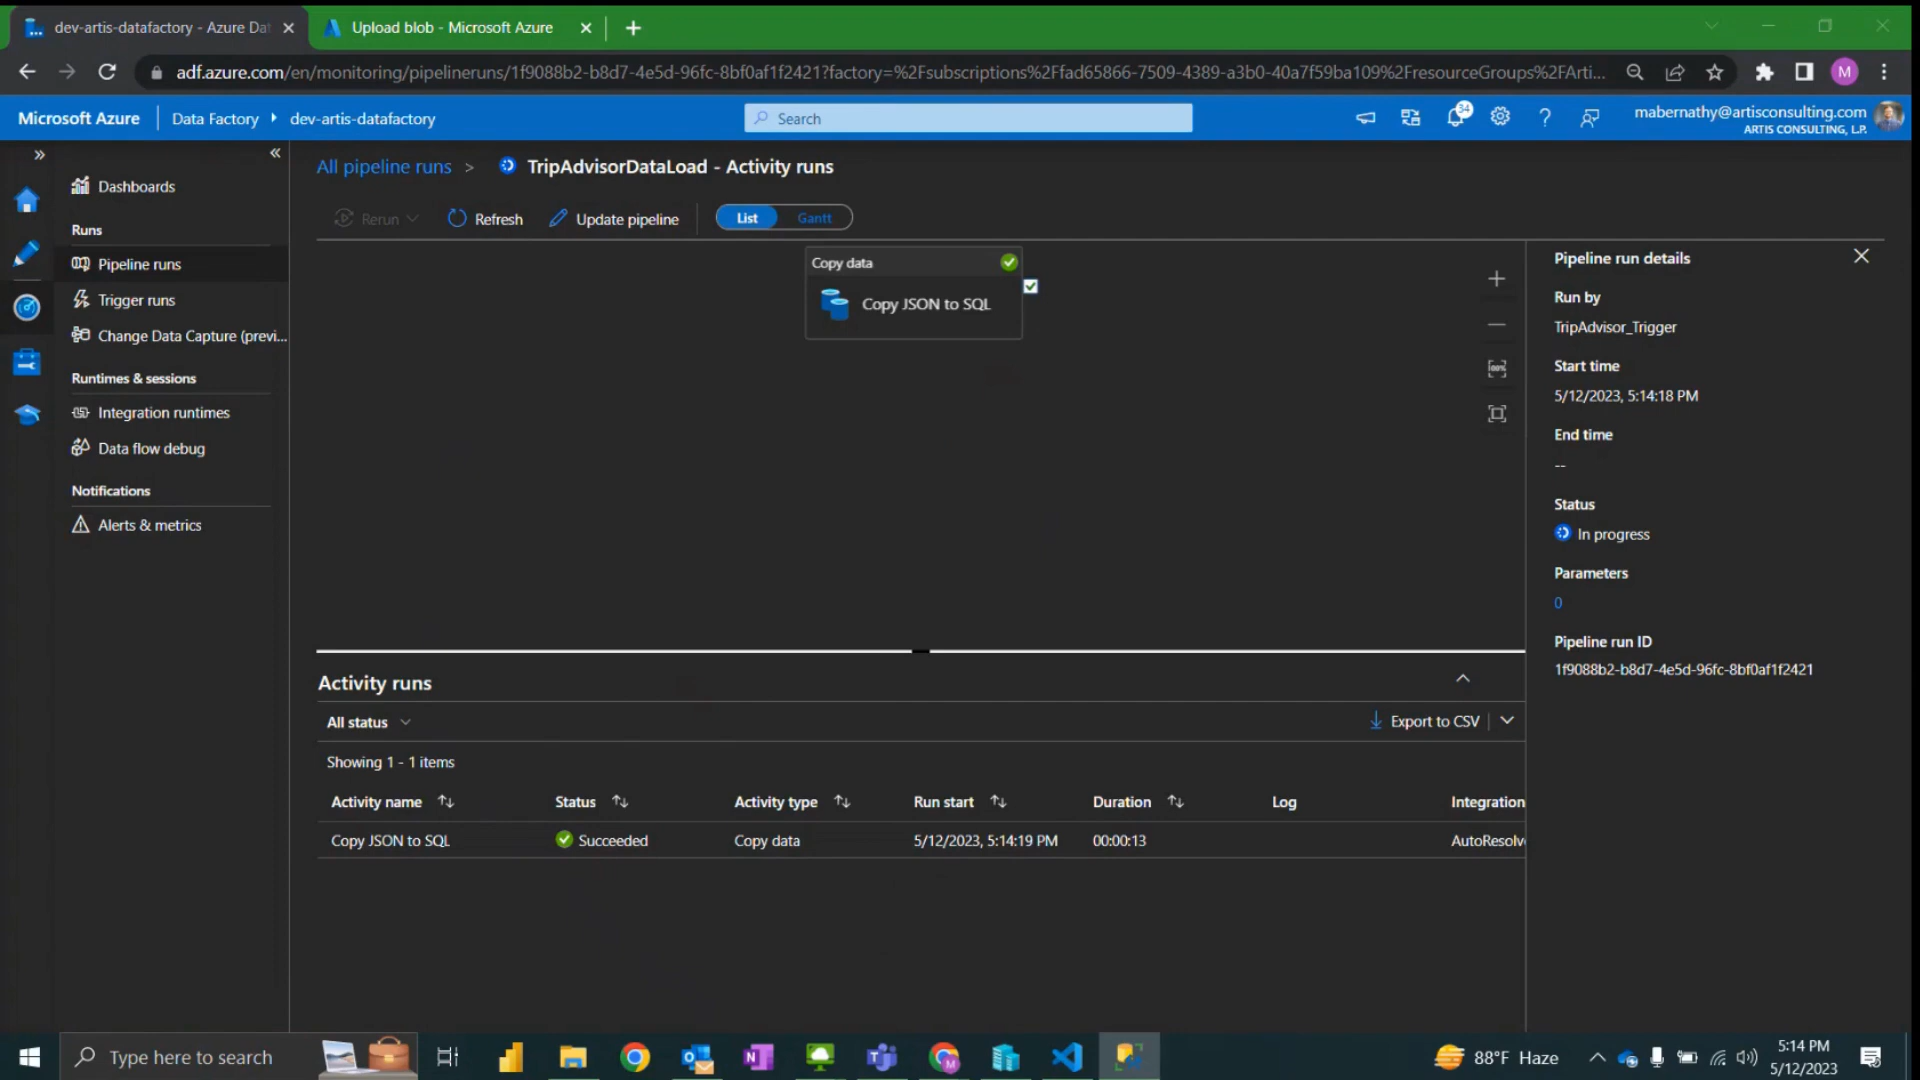 dev-artis-datafactory - Azure Dat
Upload blob - Microsoft Azure
adf.azure.com/en/monitoring/pipelineruns/1f9088b2-b8d7-4e5d-96fc-8bf0af1f2421?factory=%2Fsubscriptions%2Ffad65866-7509-4389-a3b0-40a7f59ba109%2FresourceGroups%2FArti...
M
Microsoft Azure
Data Factory
dev-artis-datafactory
Search
34
mabernathy@artisconsulting.com
ARTIS CONSULTING, L.P.
Dashboards
Runs
Pipeline runs
Trigger runs
Change Data Capture (previ...
Runtimes & sessions
Integration runtimes
Data flow debug
Notifications
Alerts & metrics
All pipeline runs > TripAdvisorDataLoad - Activity runs
Rerun
Refresh
Update pipeline
List
Gantt
Copy data
Copy JSON to SQL
Pipeline run details
Run by
TripAdvisor_Trigger
Start time
5/12/2023, 5:14:18 PM
End time
--
Status
In progress
Parameters
0
Pipeline run ID
1f9088b2-b8d7-4e5d-96fc-8bf0af1f2421
Activity runs
All status
Export to CSV
Showing 1 - 1 items
Activity name Status Activity type Run start Duration Log Integration
Copy JSON to SQL Succeeded Copy data 5/12/2023, 5:14:19 PM 00:00:13 AutoResolv
Type here to search
88°F Haze
5:14 PM
5/12/2023